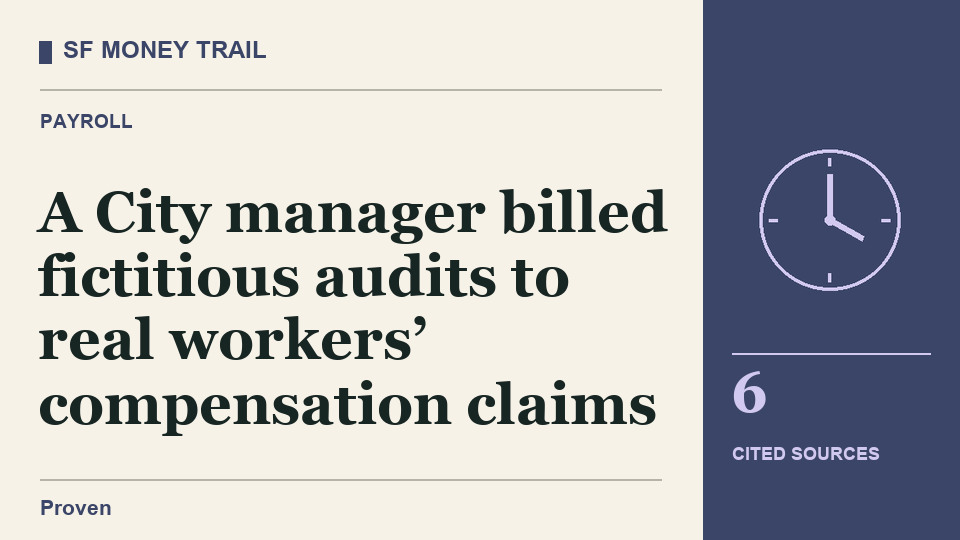 SF MONEY TRAIL
PAYROLL
A City manager billed
fictitious audits to
real workers’
compensation claims
Proven
6
CITED SOURCES